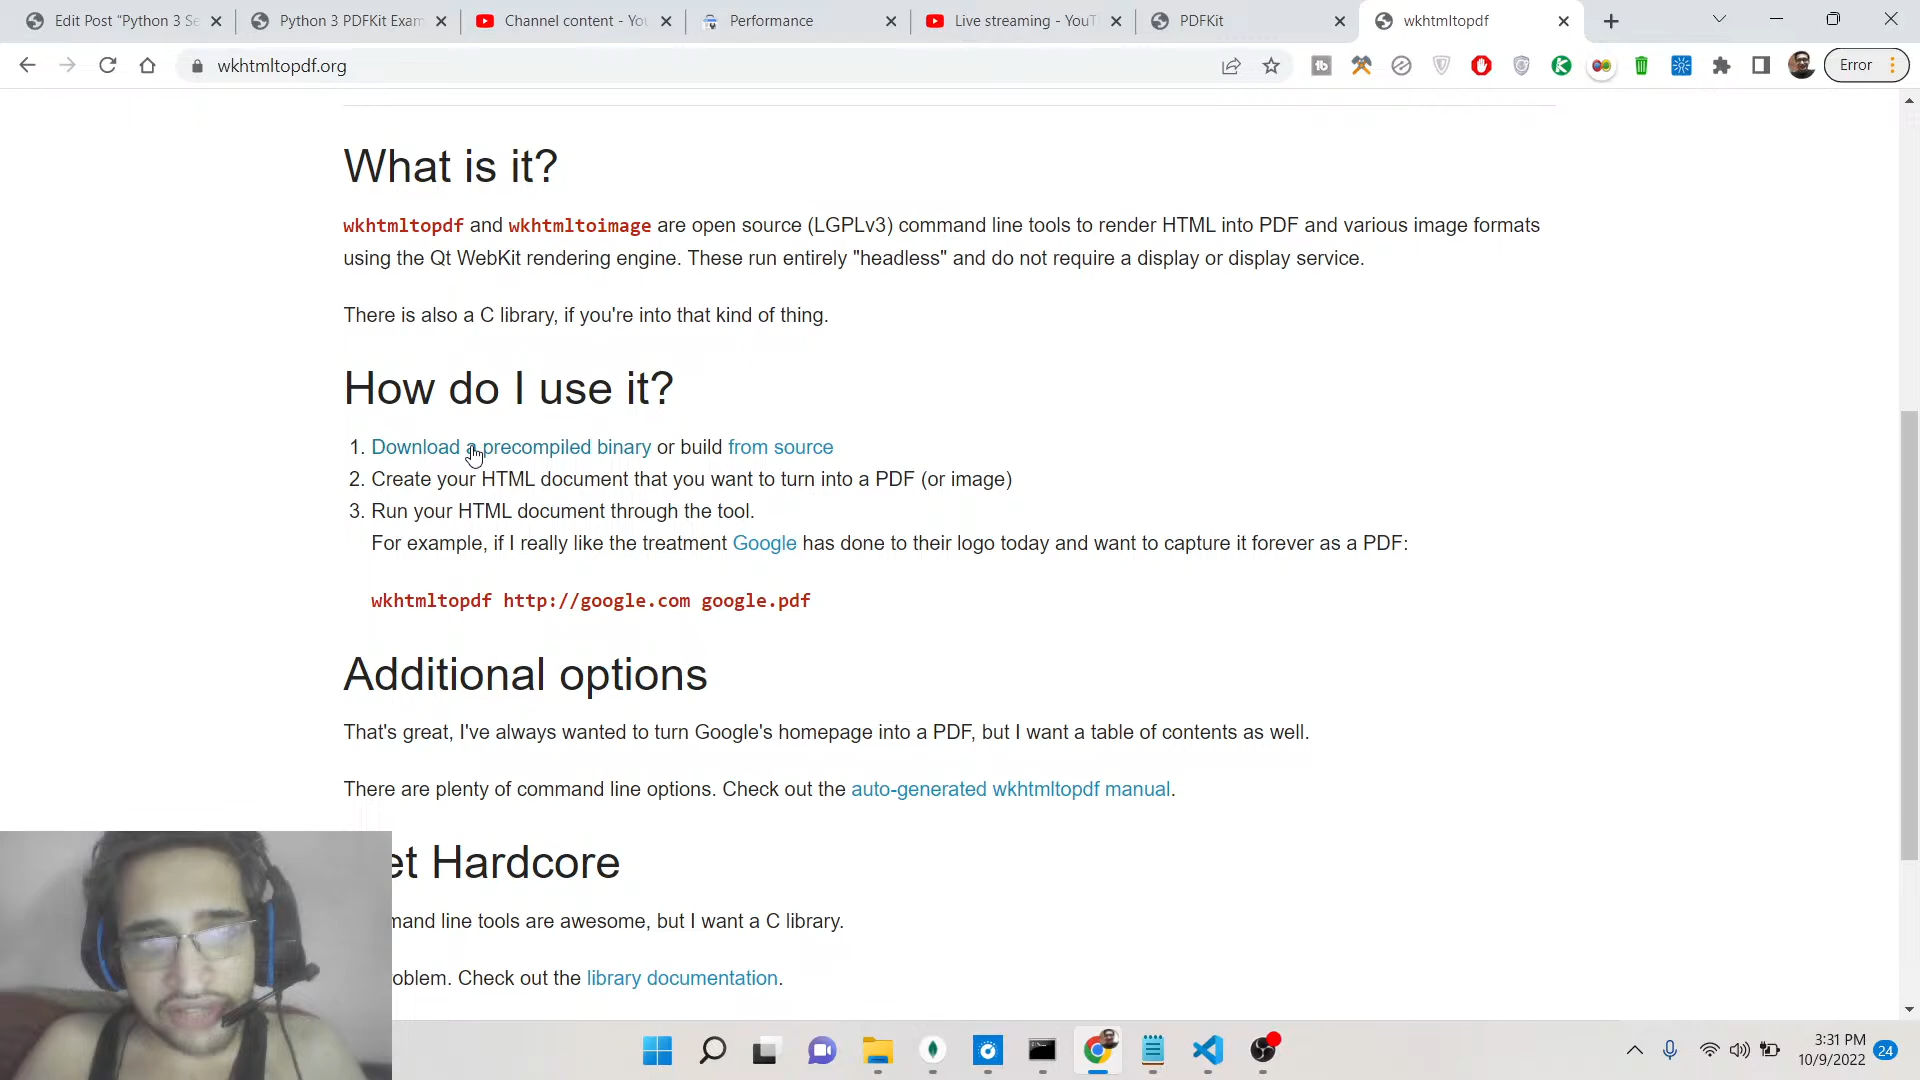 Edit Post “Python 3 Se
Python 3 PDFKit Exam
Channel content - You
Performance
Live streaming - YouT
PDFKit
wkhtmltopdf
wkhtmltopdf.org
Error
What is it?
wkhtmltopdf and wkhtmltoimage are open source (LGPLv3) command line tools to render HTML into PDF and various image formats
using the Qt WebKit rendering engine. These run entirely "headless" and do not require a display or display service.
There is also a C library, if you're into that kind of thing.
How do I use it?
1. Download a precompiled binary or build from source
2. Create your HTML document that you want to turn into a PDF (or image)
3. Run your HTML document through the tool.
For example, if I really like the treatment Google has done to their logo today and want to capture it forever as a PDF:
wkhtmltopdf http://google.com google.pdf
Additional options
That's great, I've always wanted to turn Google's homepage into a PDF, but I want a table of contents as well.
There are plenty of command line options. Check out the auto-generated wkhtmltopdf manual.
et Hardcore
mand line tools are awesome, but I want a C library.
oblem. Check out the library documentation.
3:31 PM
10/9/2022
24